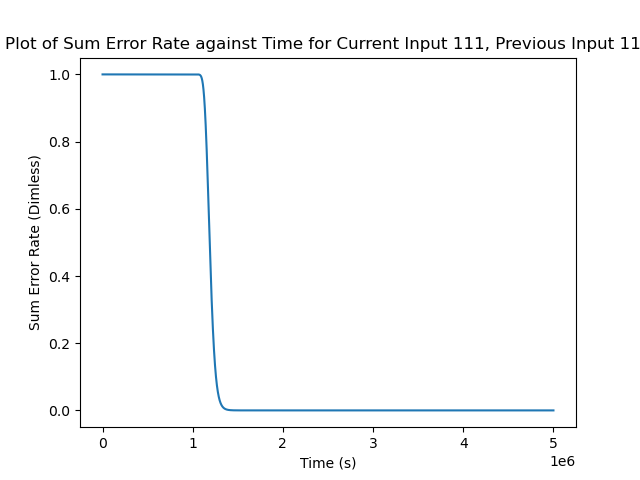 Plot of Sum Error Rate against Time for Current Input 111, Previous Input 11
1.0
0.8
0.6
0.4
0.2
0.0
Sum Error Rate (Dimless)
0 1 2 3 4 5
1e6
Time (s)